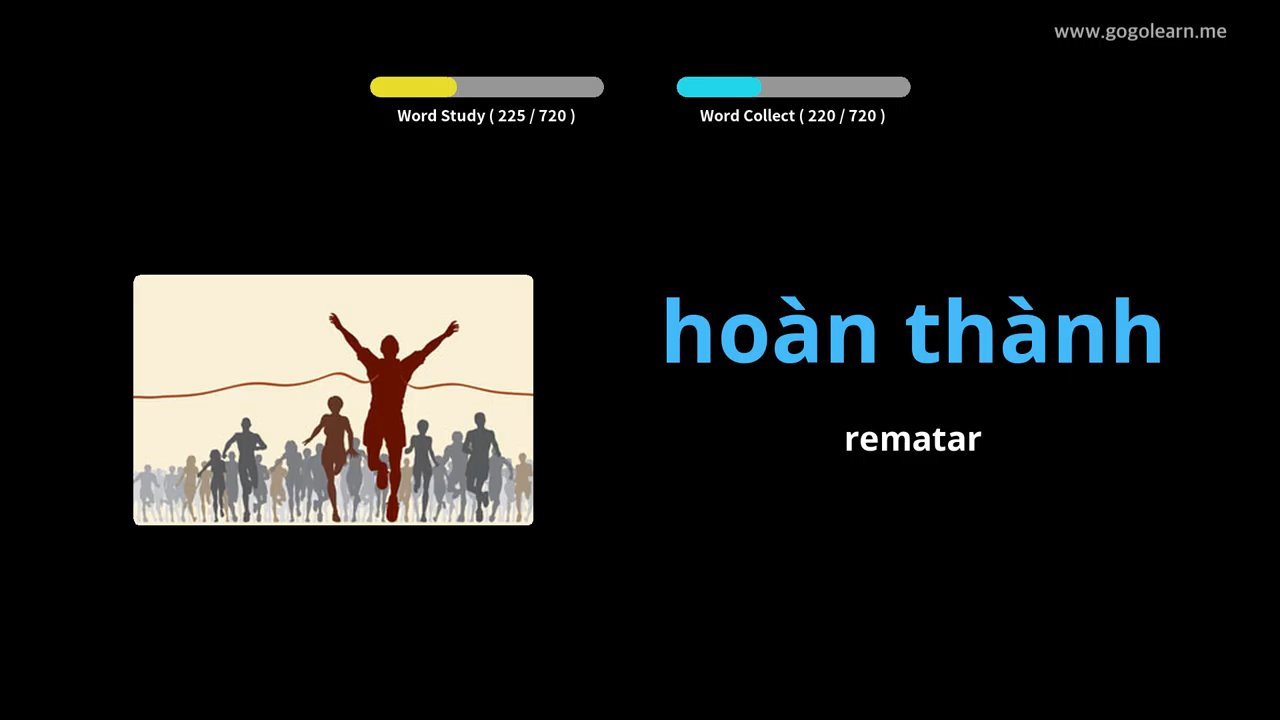 www.gogolearn.me
Word Study ( 225 / 720 )
Word Collect ( 220 / 720 )
hoàn thành
rematar